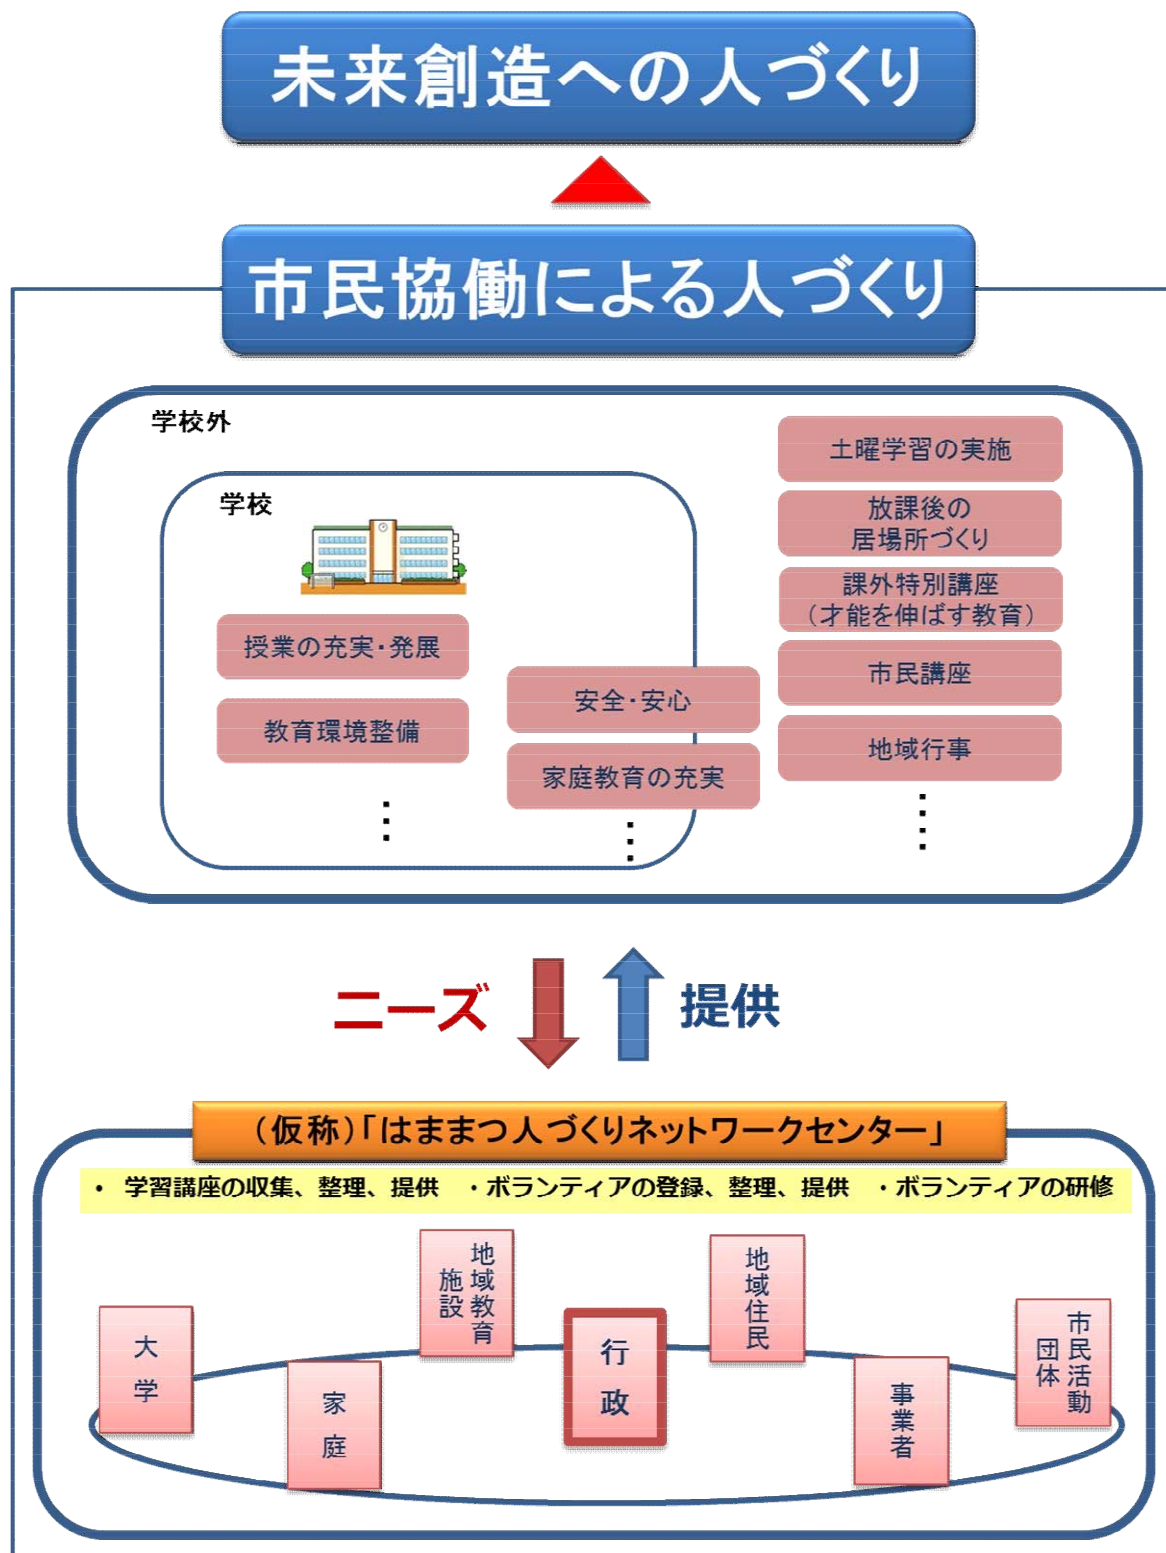 未来創造への人づくり
市民協働による人づくり
学校外
学校
授業の充実・発展
教育環境整備
⋮
安全・安心
家庭教育の充実
⋮
土曜学習の実施
放課後の
居場所づくり
課外特別講座
（才能を伸ばす教育）
市民講座
地域行事
⋮
ニーズ
提供
（仮称）「はままつ人づくりネットワークセンター」
• 学習講座の収集、整理、提供 ・ボランティアの登録、整理、提供 ・ボランティアの研修
大学
家庭
地域教育
施設
行政
地域住民
事業者
市民活動
団体